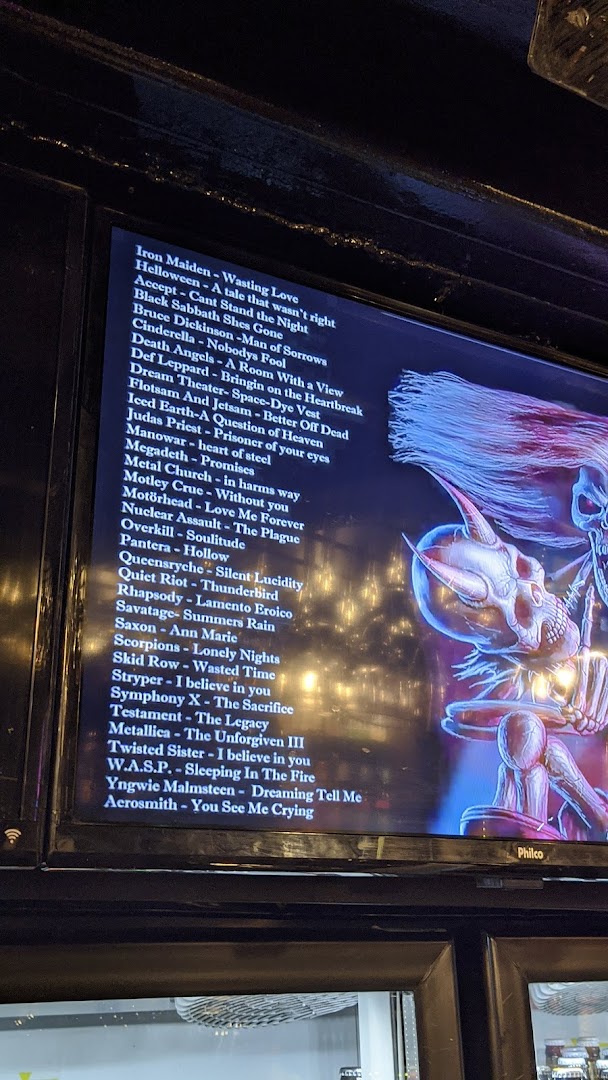 Iron Maiden - Wasting Love
Helloween - A tale that wasn't right
Accept - Cant Stand the Night
Black Sabbath Shes Gone
Bruce Dickinson -Man of Sorrows
Cinderella - Nobodys Fool
Death Angels - A Room With a View
Def Leppard - Bringin on the Heartbreak
Dream Theater- Space-Dye Vest
Flotsam And Jetsam - Better Off Dead
Iced Earth-A Question of Heaven
Judas Priest - Prisoner of your eyes
Manowar - heart of steel
Megadeth - Promises
Metal Church - in harms way
Motley Crue - Without you
Motörhead - Love Me Forever
Nuclear Assault - The Plague
Overkill - Soulitude
Pantera - Hollow
Queensryche - Silent Lucidity
Quiet Riot - Thunderbird
Rhapsody - Lamento Eroico
Savatage- Summers Rain
Saxon - Ann Marie
Scorpions - Lonely Nights
Skid Row - Wasted Time
Stryper - I believe in you
Symphony X - The Sacrifice
Testament - The Legacy
Metallica - The Unforgiven III
Twisted Sister - I believe in you
W.A.S.P. - Sleeping In The Fire
Yngwie Malmsteen - Dreaming Tell Me
Aerosmith - You See Me Crying
Philco